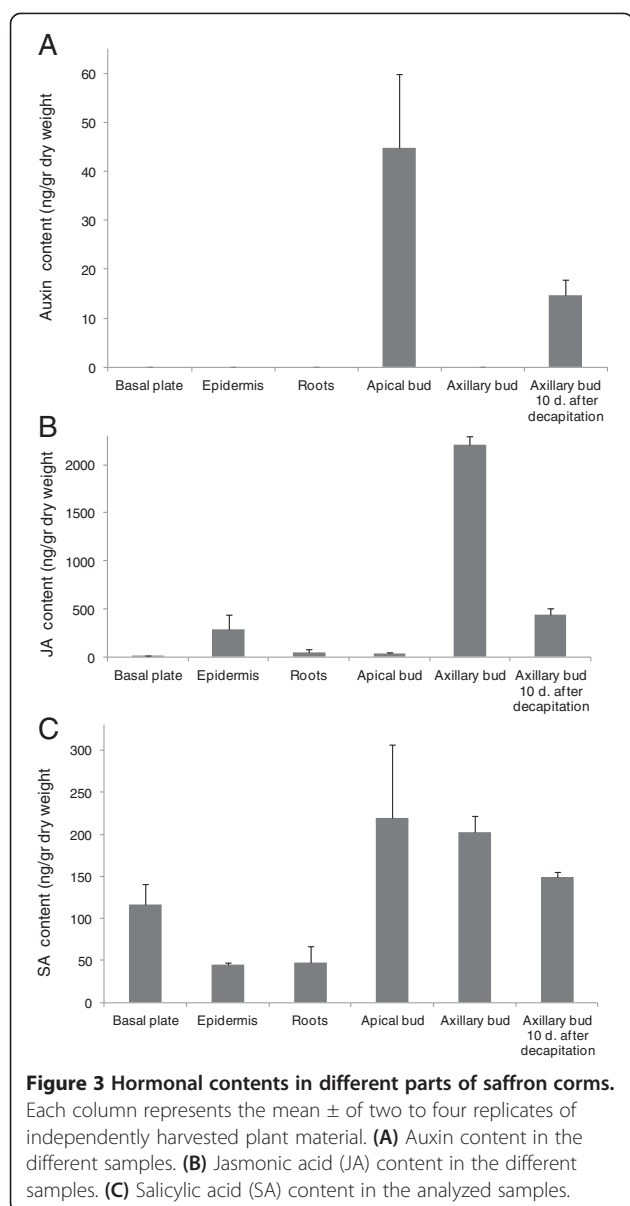 A
Auxin content (ng/gr dry weight)
60
50
40
30
20
10
0
Basal plate Epidermis Roots Apical bud Axillary bud Axillary bud
10 d. after
decapitation
B
JA content (ng/gr dry weight)
2000
1500
1000
500
0
Basal plate Epidermis Roots Apical bud Axillary bud Axillary bud
10 d. after
decapitation
C
SA content (ng/gr dry weight)
300
250
200
150
100
50
0
Basal plate Epidermis Roots Apical bud Axillary bud Axillary bud
10 d. after
decapitation
Figure 3 Hormonal contents in different parts of saffron corms.
Each column represents the mean ± of two to four replicates of
independently harvested plant material. (A) Auxin content in the
different samples. (B) Jasmonic acid (JA) content in the different
samples. (C) Salicylic acid (SA) content in the analyzed samples.